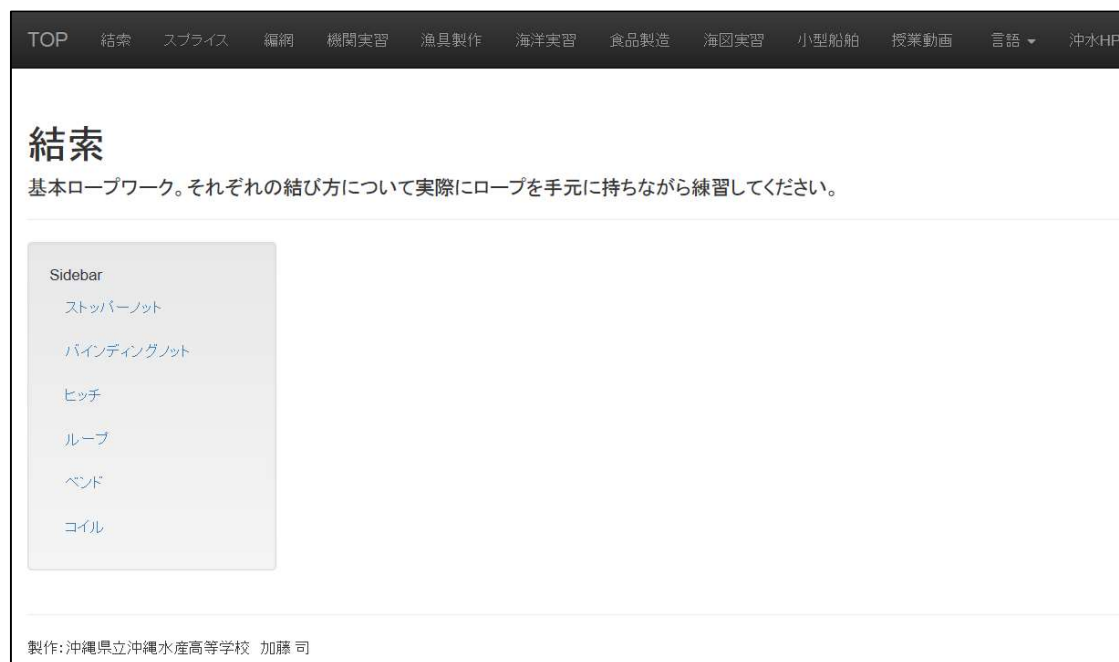 TOP 結索 スプライス 編網 機関実習 漁具製作 海洋実習 食品製造 海図実習 小型船舶 授業動画 言語 沖水HP
結索
基本ロープワーク。それぞれの結び方について実際にロープを手元に持ちながら練習してください。
Sidebar
ストッパーノット
バインディングノット
ヒッチ
ループ
ベンド
コイル
製作:沖縄県立沖縄水産高等学校 加藤 司